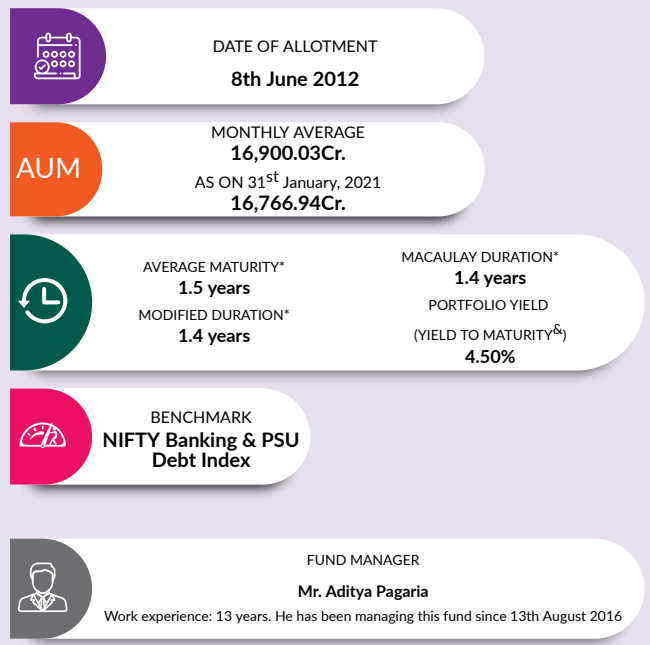 DATE OF ALLOTMENT
8th June 2012
AUM
MONTHLY AVERAGE
16,900.03Cr.
AS ON 31st January, 2021
16,766.94Cr.
AVERAGE MATURITY*
1.5 years
MODIFIED DURATION*
1.4 years
MACAULAY DURATION*
1.4 years
PORTFOLIO YIELD
(YIELD TO MATURITY&)
4.50%
BENCHMARK
NIFTY Banking & PSU
Debt Index
FUND MANAGER
Mr. Aditya Pagaria
Work experience: 13 years. He has been managing this fund since 13th August 2016